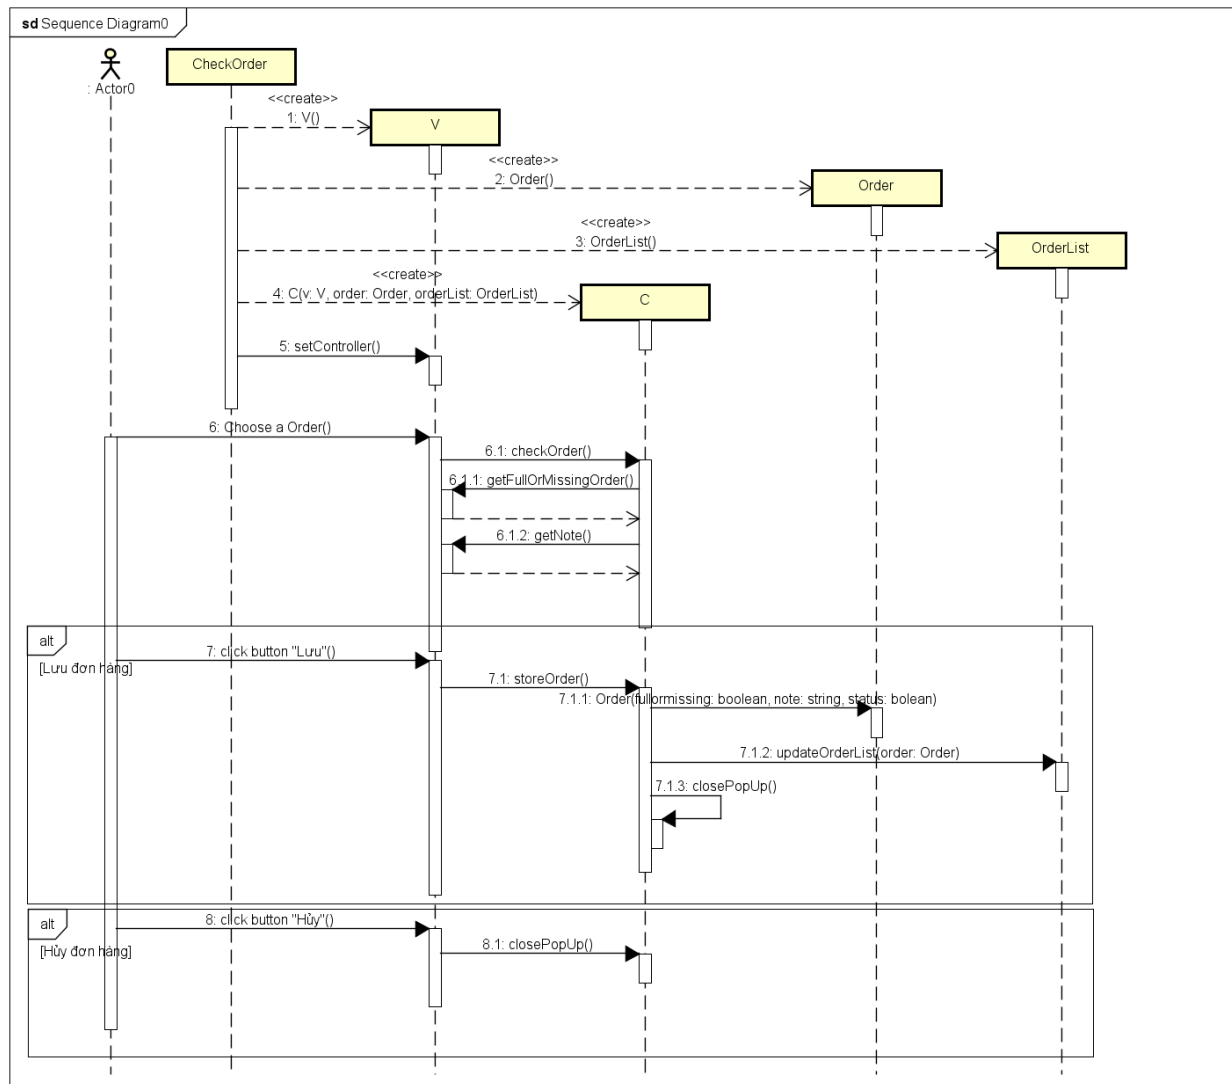 sd Sequence Diagram0
: Actor0
CheckOrder
<<create>>
1: V()
V
<<create>>
2: Order()
Order
<<create>>
3: OrderList()
OrderList
<<create>>
4: C(v: V, order: Order, orderList: OrderList)
C
5: setController()
6: Choose a Order()
6.1: checkOrder()
6.1.1: getFullOrMissingOrder()
6.1.2: getNote()
alt
[Lưu đơn hàng]
7: click button "Lưu"()
7.1: storeOrder()
7.1.1: Order(fullormissing: boolean, note: string, status: bolean)
7.1.2: updateOrderList(order: Order)
7.1.3: closePopUp()
alt
[Hủy đơn hàng]
8: click button "Hủy"()
8.1: closePopUp()